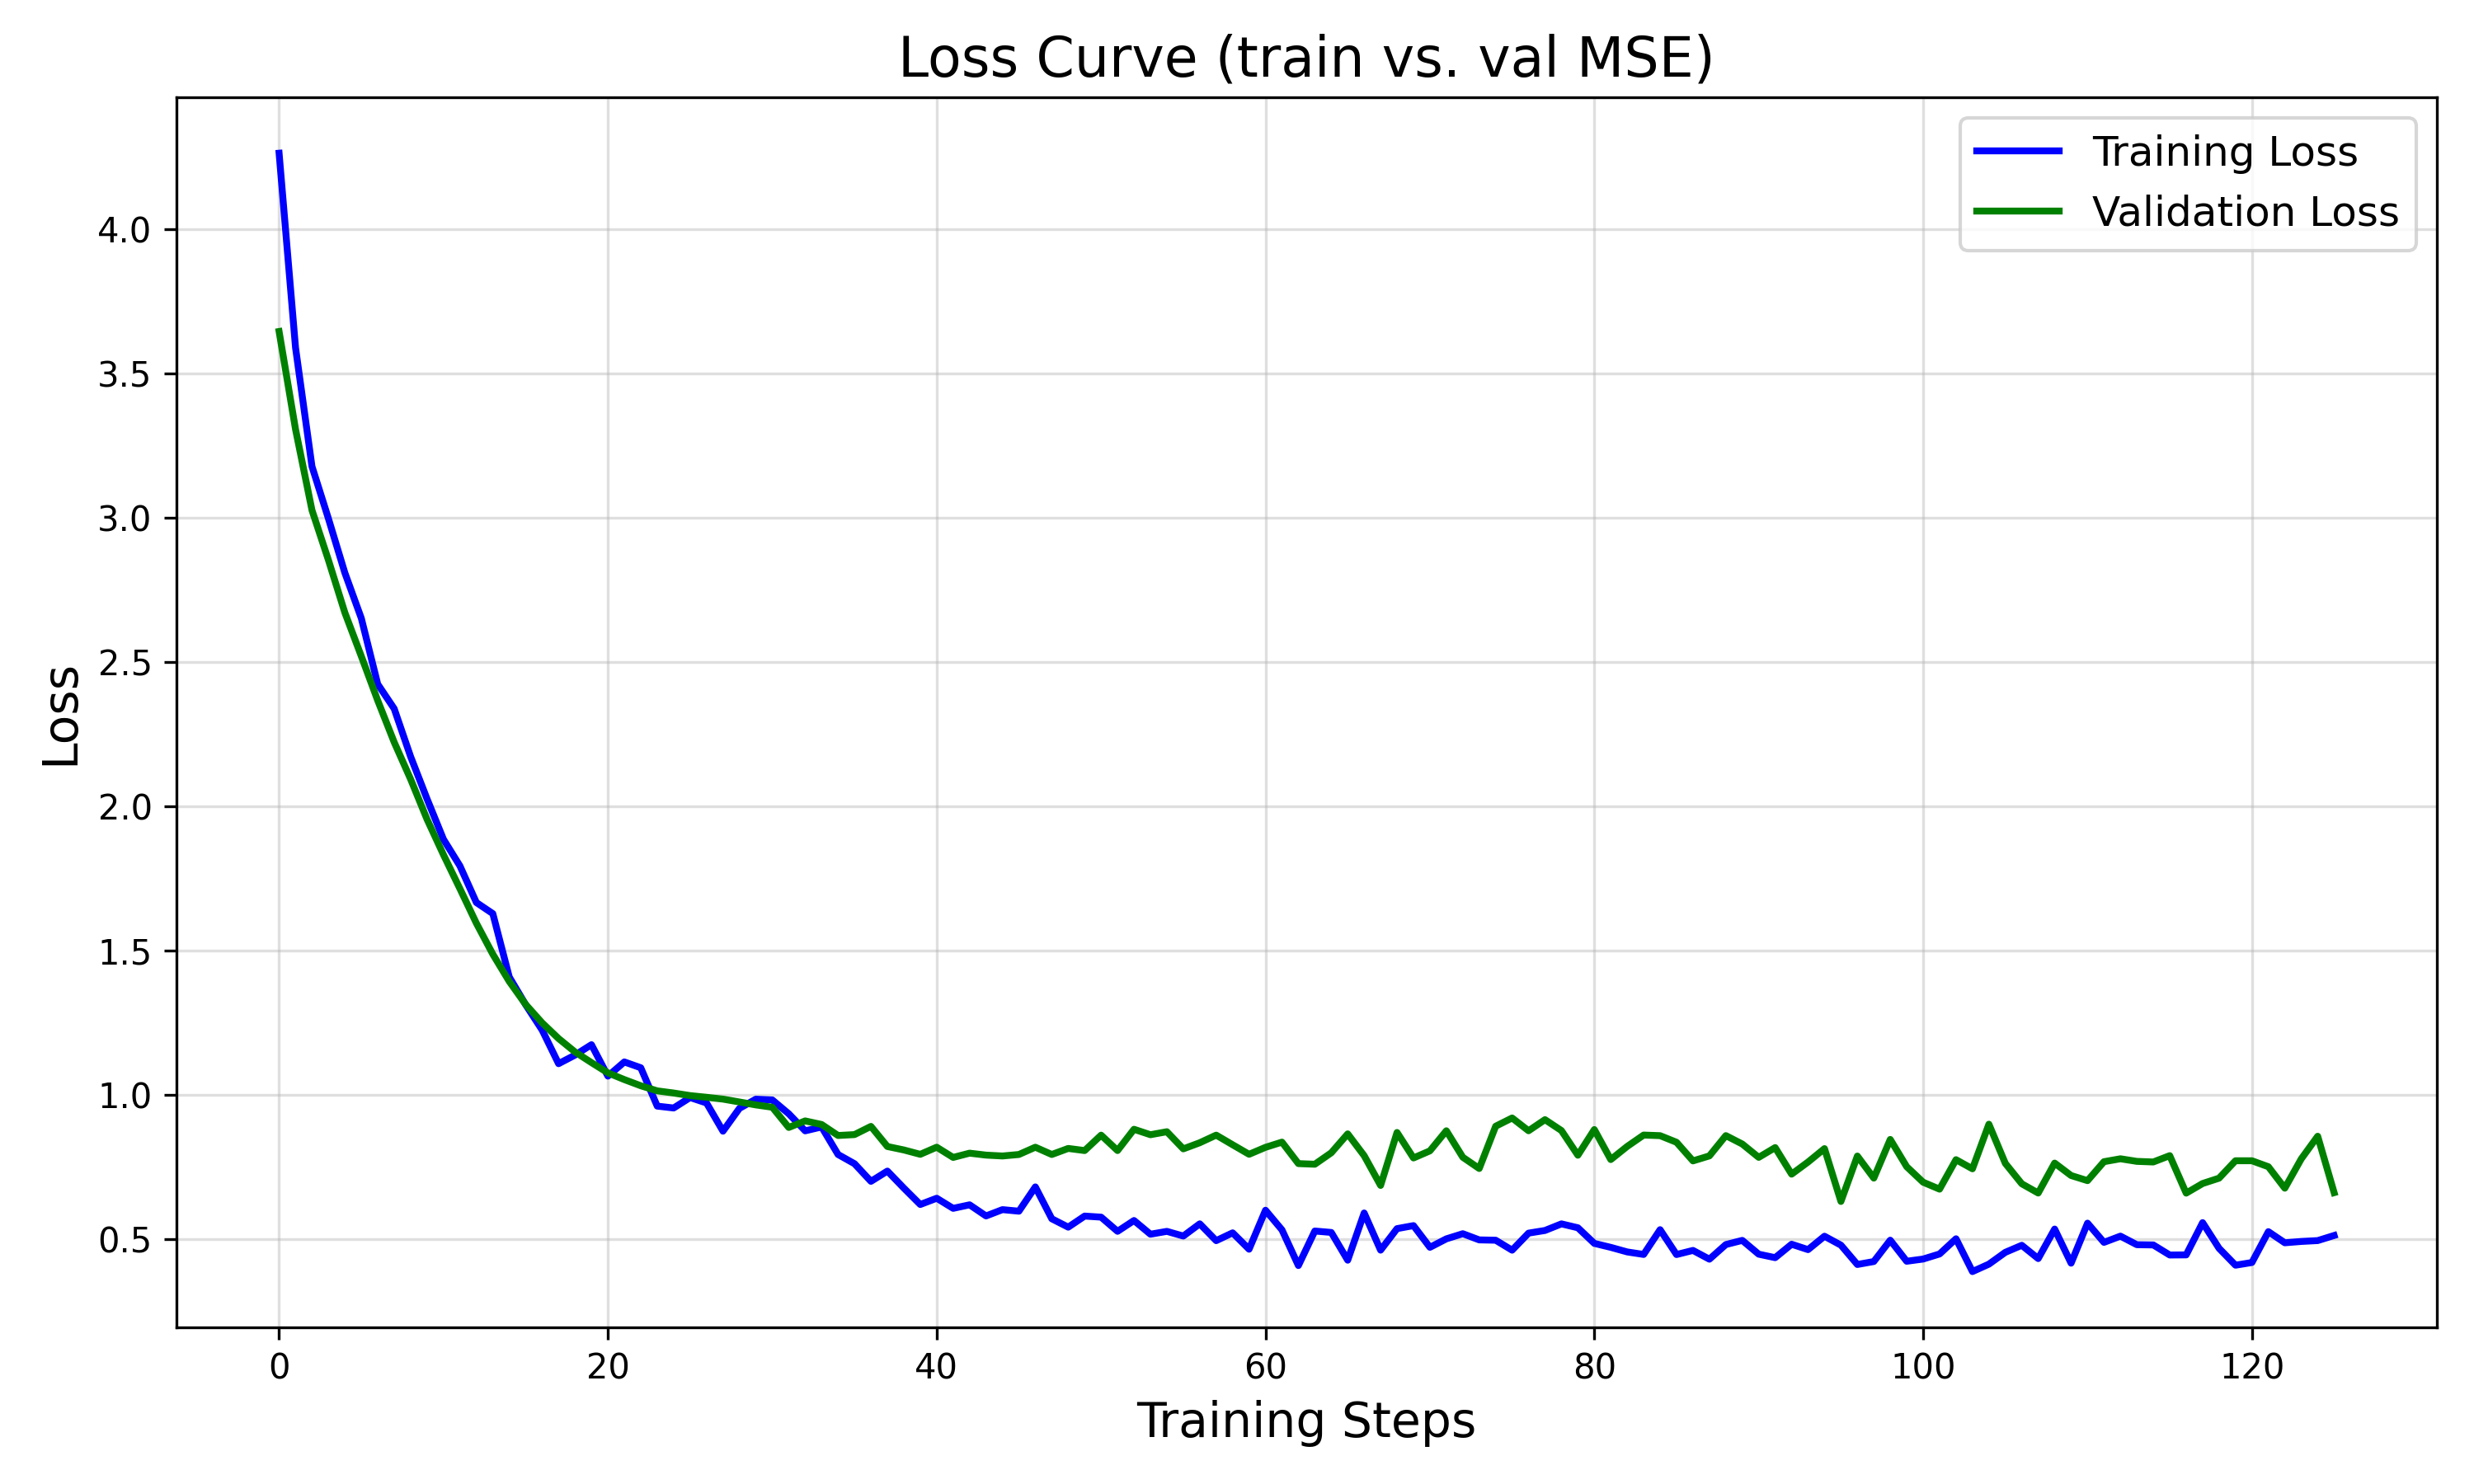 Loss Curve (train vs. val MSE)
Training Loss
Validation Loss
4.0
3.5
3.0
2.5
2.0
1.5
1.0
0.5
Loss
0 20 40 60 80 100 120
Training Steps